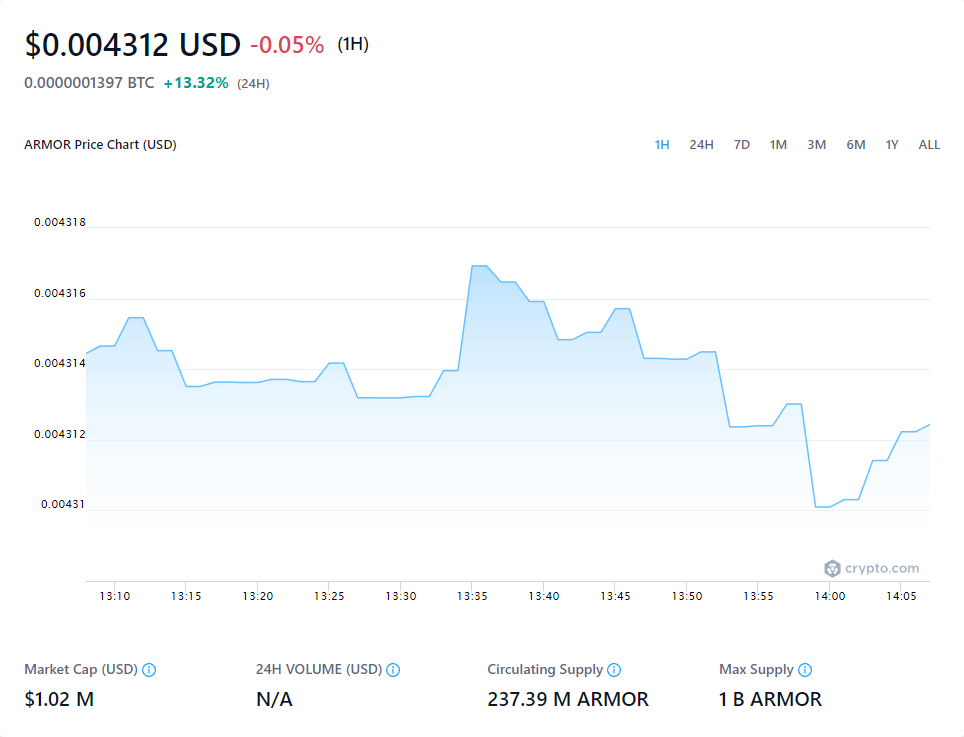 $0.004312 USD -0.05% (1H)
0.0000001397 BTC +13.32% (24H)
ARMOR Price Chart (USD) 1H 24H 7D 1M 3M 6M 1Y ALL
0.004318
0.004316
0.004314
0.004312
0.00431
crypto.com
13:10 13:15 13:20 13:25 13:30 13:35 13:40 13:45 13:50 13:55 14:00 14:05
Market Cap (USD) 24H VOLUME (USD) Circulating Supply Max Supply
$1.02 M N/A 237.39 M ARMOR 1 B ARMOR